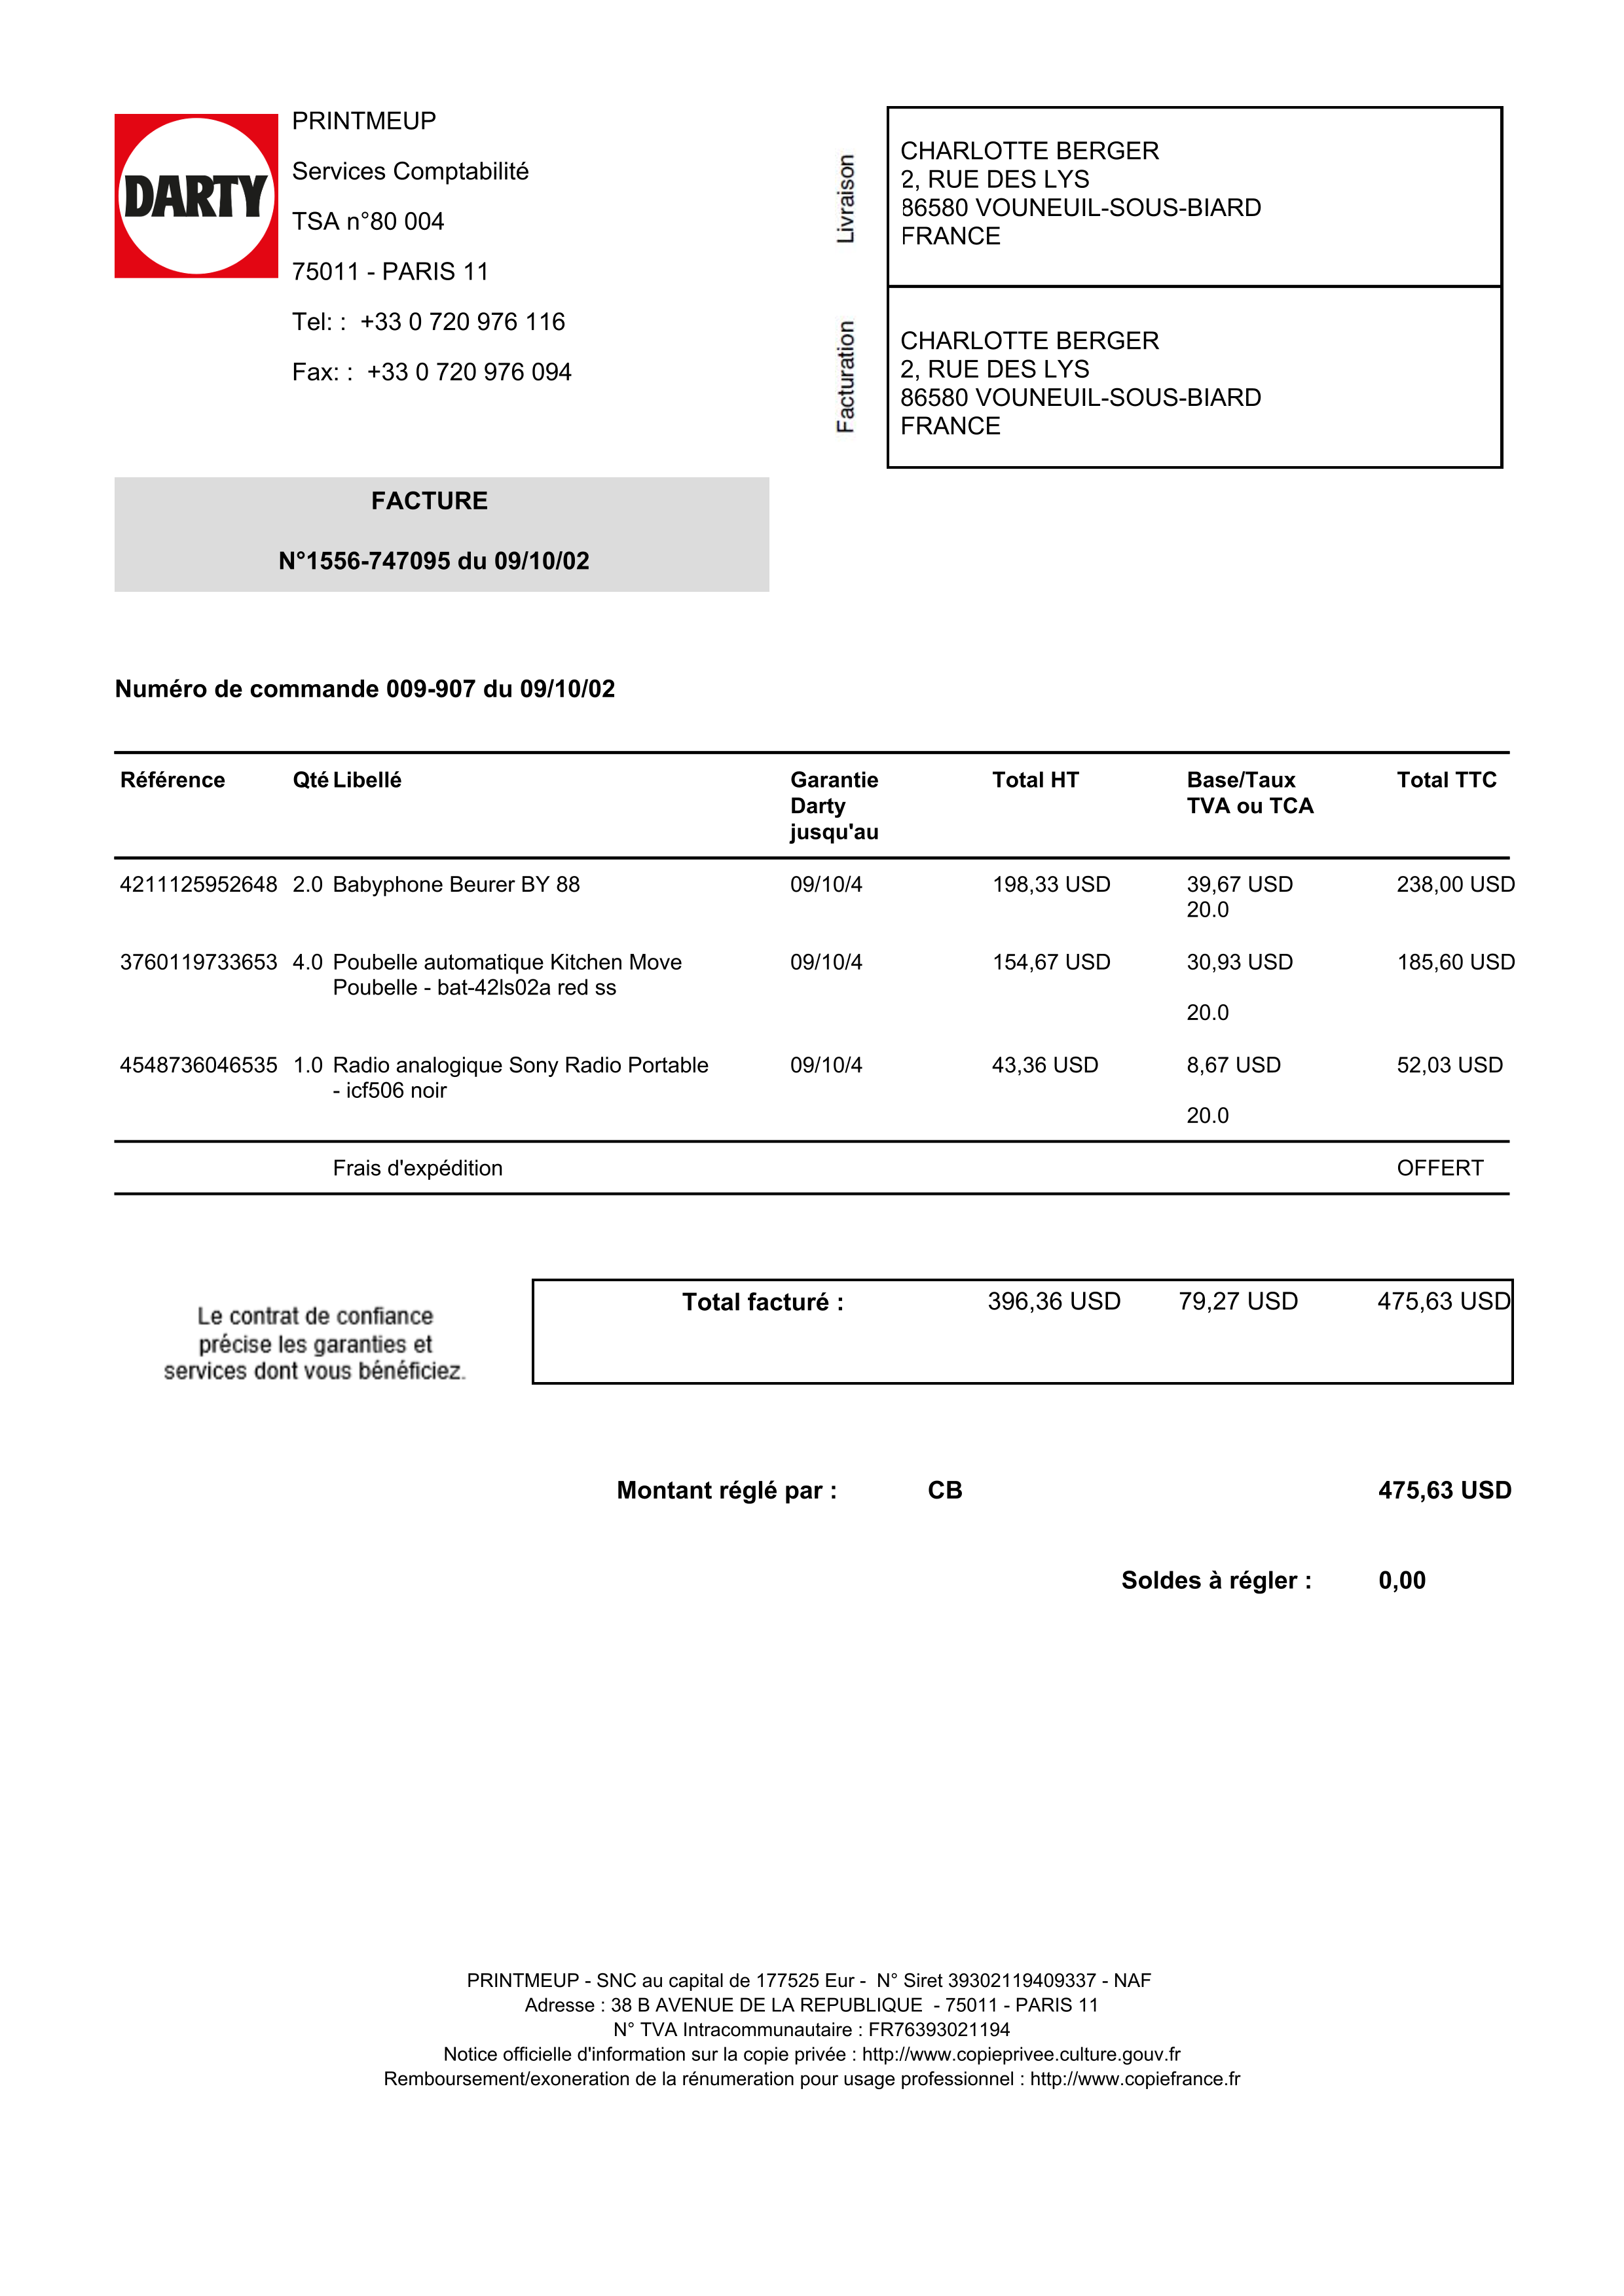 DARTY
PRINTMEUP
Services Comptabilité
TSA n°80 004
75011 - PARIS 11
Tel: : +33 0 720 976 116
Fax: : +33 0 720 976 094
Livraison
CHARLOTTE BERGER
2, RUE DES LYS
86580 VOUNEUIL-SOUS-BIARD
FRANCE
Facturation
CHARLOTTE BERGER
2, RUE DES LYS
86580 VOUNEUIL-SOUS-BIARD
FRANCE
FACTURE
N°1556-747095 du 09/10/02
Numéro de commande 009-907 du 09/10/02
Référence Qté Libellé Garantie Total HT Base/Taux Total TTC
Darty TVA ou TCA
jusqu'au
4211125952648 2.0 Babyphone Beurer BY 88 09/10/4 198,33 USD 39,67 USD 238,00 USD
20.0
3760119733653 4.0 Poubelle automatique Kitchen Move 09/10/4 154,67 USD 30,93 USD 185,60 USD
Poubelle - bat-42ls02a red ss
20.0
4548736046535 1.0 Radio analogique Sony Radio Portable 09/10/4 43,36 USD 8,67 USD 52,03 USD
- icf506 noir
20.0
Frais d'expédition OFFERT
Le contrat de confiance
précise les garanties et
services dont vous bénéficiez.
Total facturé : 396,36 USD 79,27 USD 475,63 USD
Montant réglé par : CB 475,63 USD
Soldes à régler : 0,00
PRINTMEUP - SNC au capital de 177525 Eur - N° Siret 39302119409337 - NAF
Adresse : 38 B AVENUE DE LA REPUBLIQUE - 75011 - PARIS 11
N° TVA Intracommunautaire : FR76393021194
Notice officielle d'information sur la copie privée : http://www.copieprivee.culture.gouv.fr
Remboursement/exoneration de la rénumeration pour usage professionnel : http://www.copiefrance.fr